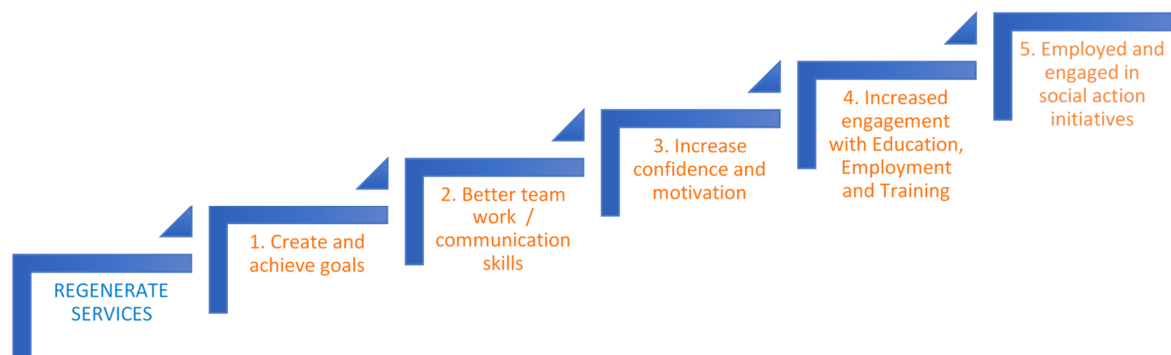 REGENERATE
SERVICES
1. Create and
achieve goals
2. Better team
work /
communication
skills
3. Increase
confidence and
motivation
4. Increased
engagement
with Education,
Employment
and Training
5. Employed and
engaged in
social action
initiatives